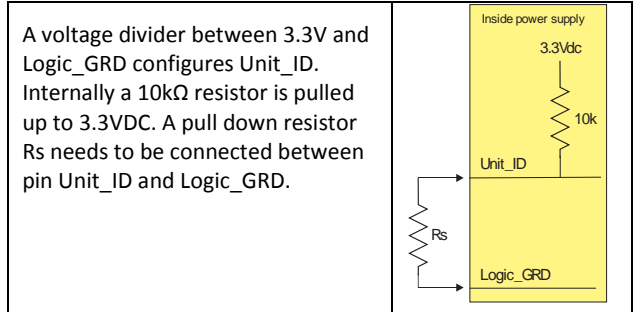 A voltage divider between 3.3V and
Logic_GRD configures Unit_ID.
Internally a 10kΩ resistor is pulled
up to 3.3VDC. A pull down resistor
Rs needs to be connected between
pin Unit_ID and Logic_GRD.
Inside power supply
3.3Vdc
10k
Unit_ID
Rs
Logic_GRD